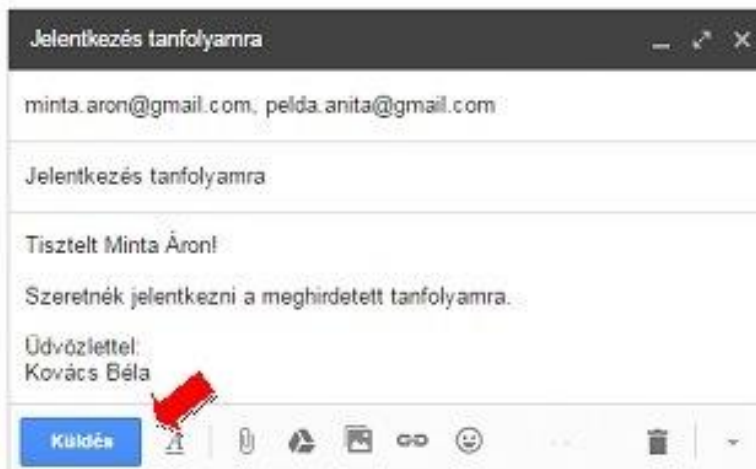 Jelentkezés tanfolyamra
minta.aron@gmail.com, pelda.anita@gmail.com
Jelentkezés tanfolyamra
Tisztelt Minta Áron!
Szeretnék jelentkezni a meghirdetett tanfolyamra.
Üdvözlettel:
Kovács Béla
Küldés A